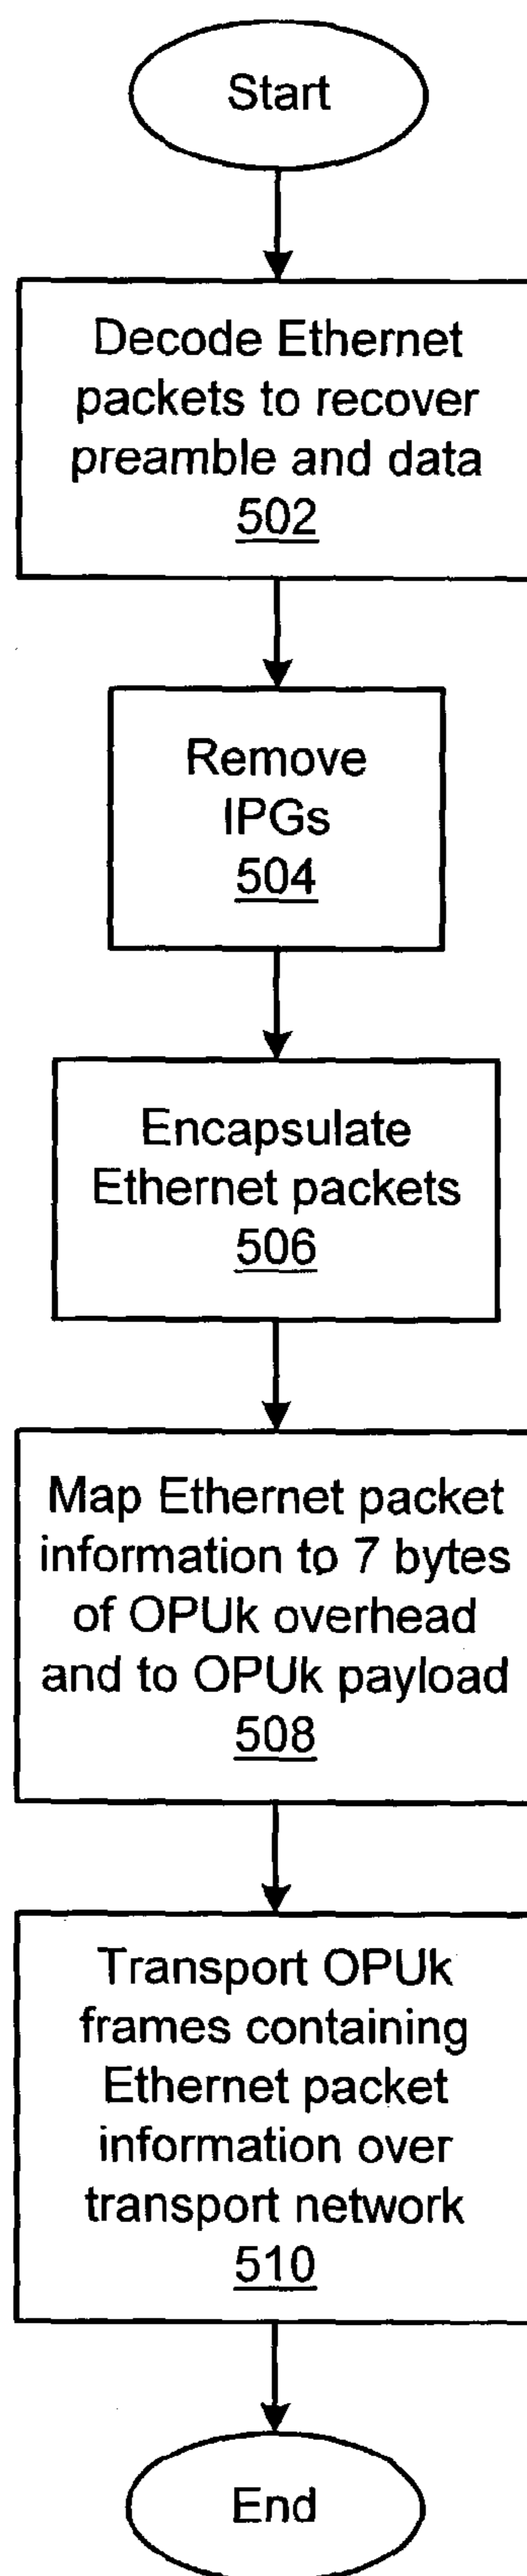 Start
Decode Ethernet
packets to recover
preamble and data
502
Remove
IPGs
504
Encapsulate
Ethernet packets
506
Map Ethernet packet
information to 7 bytes
of OPUk overhead
and to OPUk payload
508
Transport OPUk
frames containing
Ethernet packet
information over
transport network
510
End